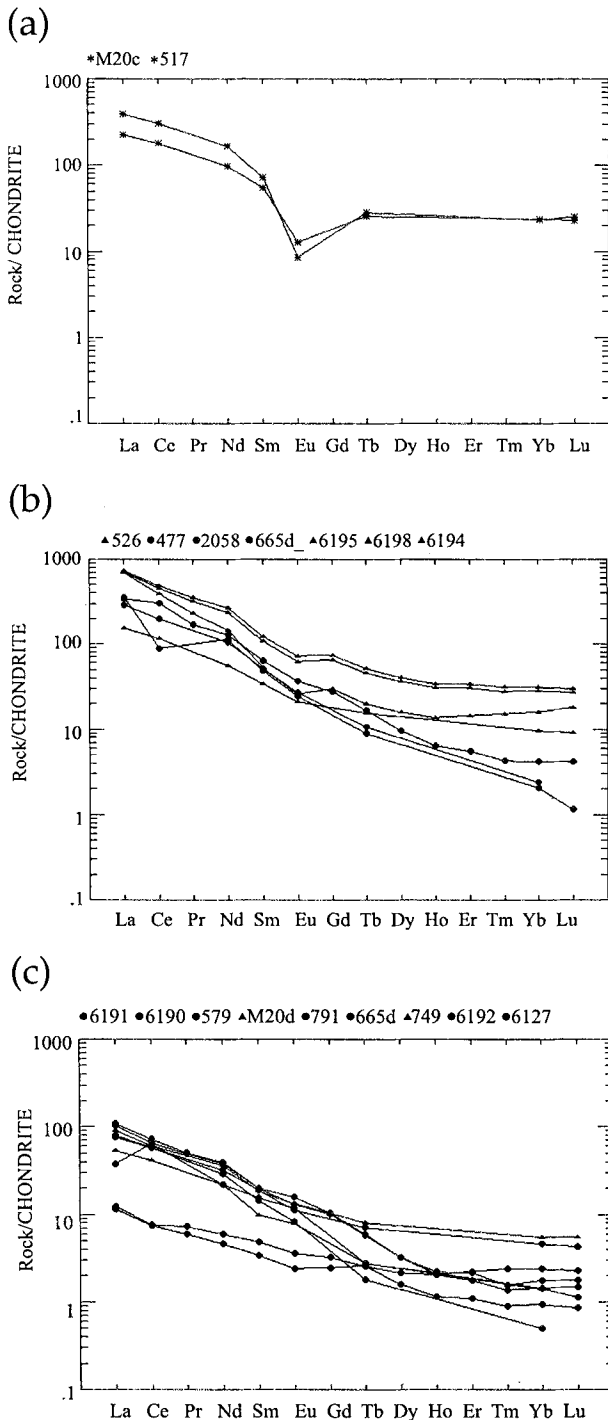 (a)
*M20c *517
1000
100
10
1
.1
Rock/ CHONDRITE
La Ce Pr Nd Sm Eu Gd Tb Dy Ho Er Tm Yb Lu
(b)
▲526 ●477 ●2058 ●665d_ ▲6195 ▲6198 ▲6194
1000
100
10
1
.1
Rock/CHONDRITE
La Ce Pr Nd Sm Eu Gd Tb Dy Ho Er Tm Yb Lu
(c)
●6191 ●6190 ●579 ▲M20d ●791 ●665d ▲749 ●6192 ●6127
1000
100
10
1
.1
Rock/CHONDRITE
La Ce Pr Nd Sm Eu Gd Tb Dy Ho Er Tm Yb Lu